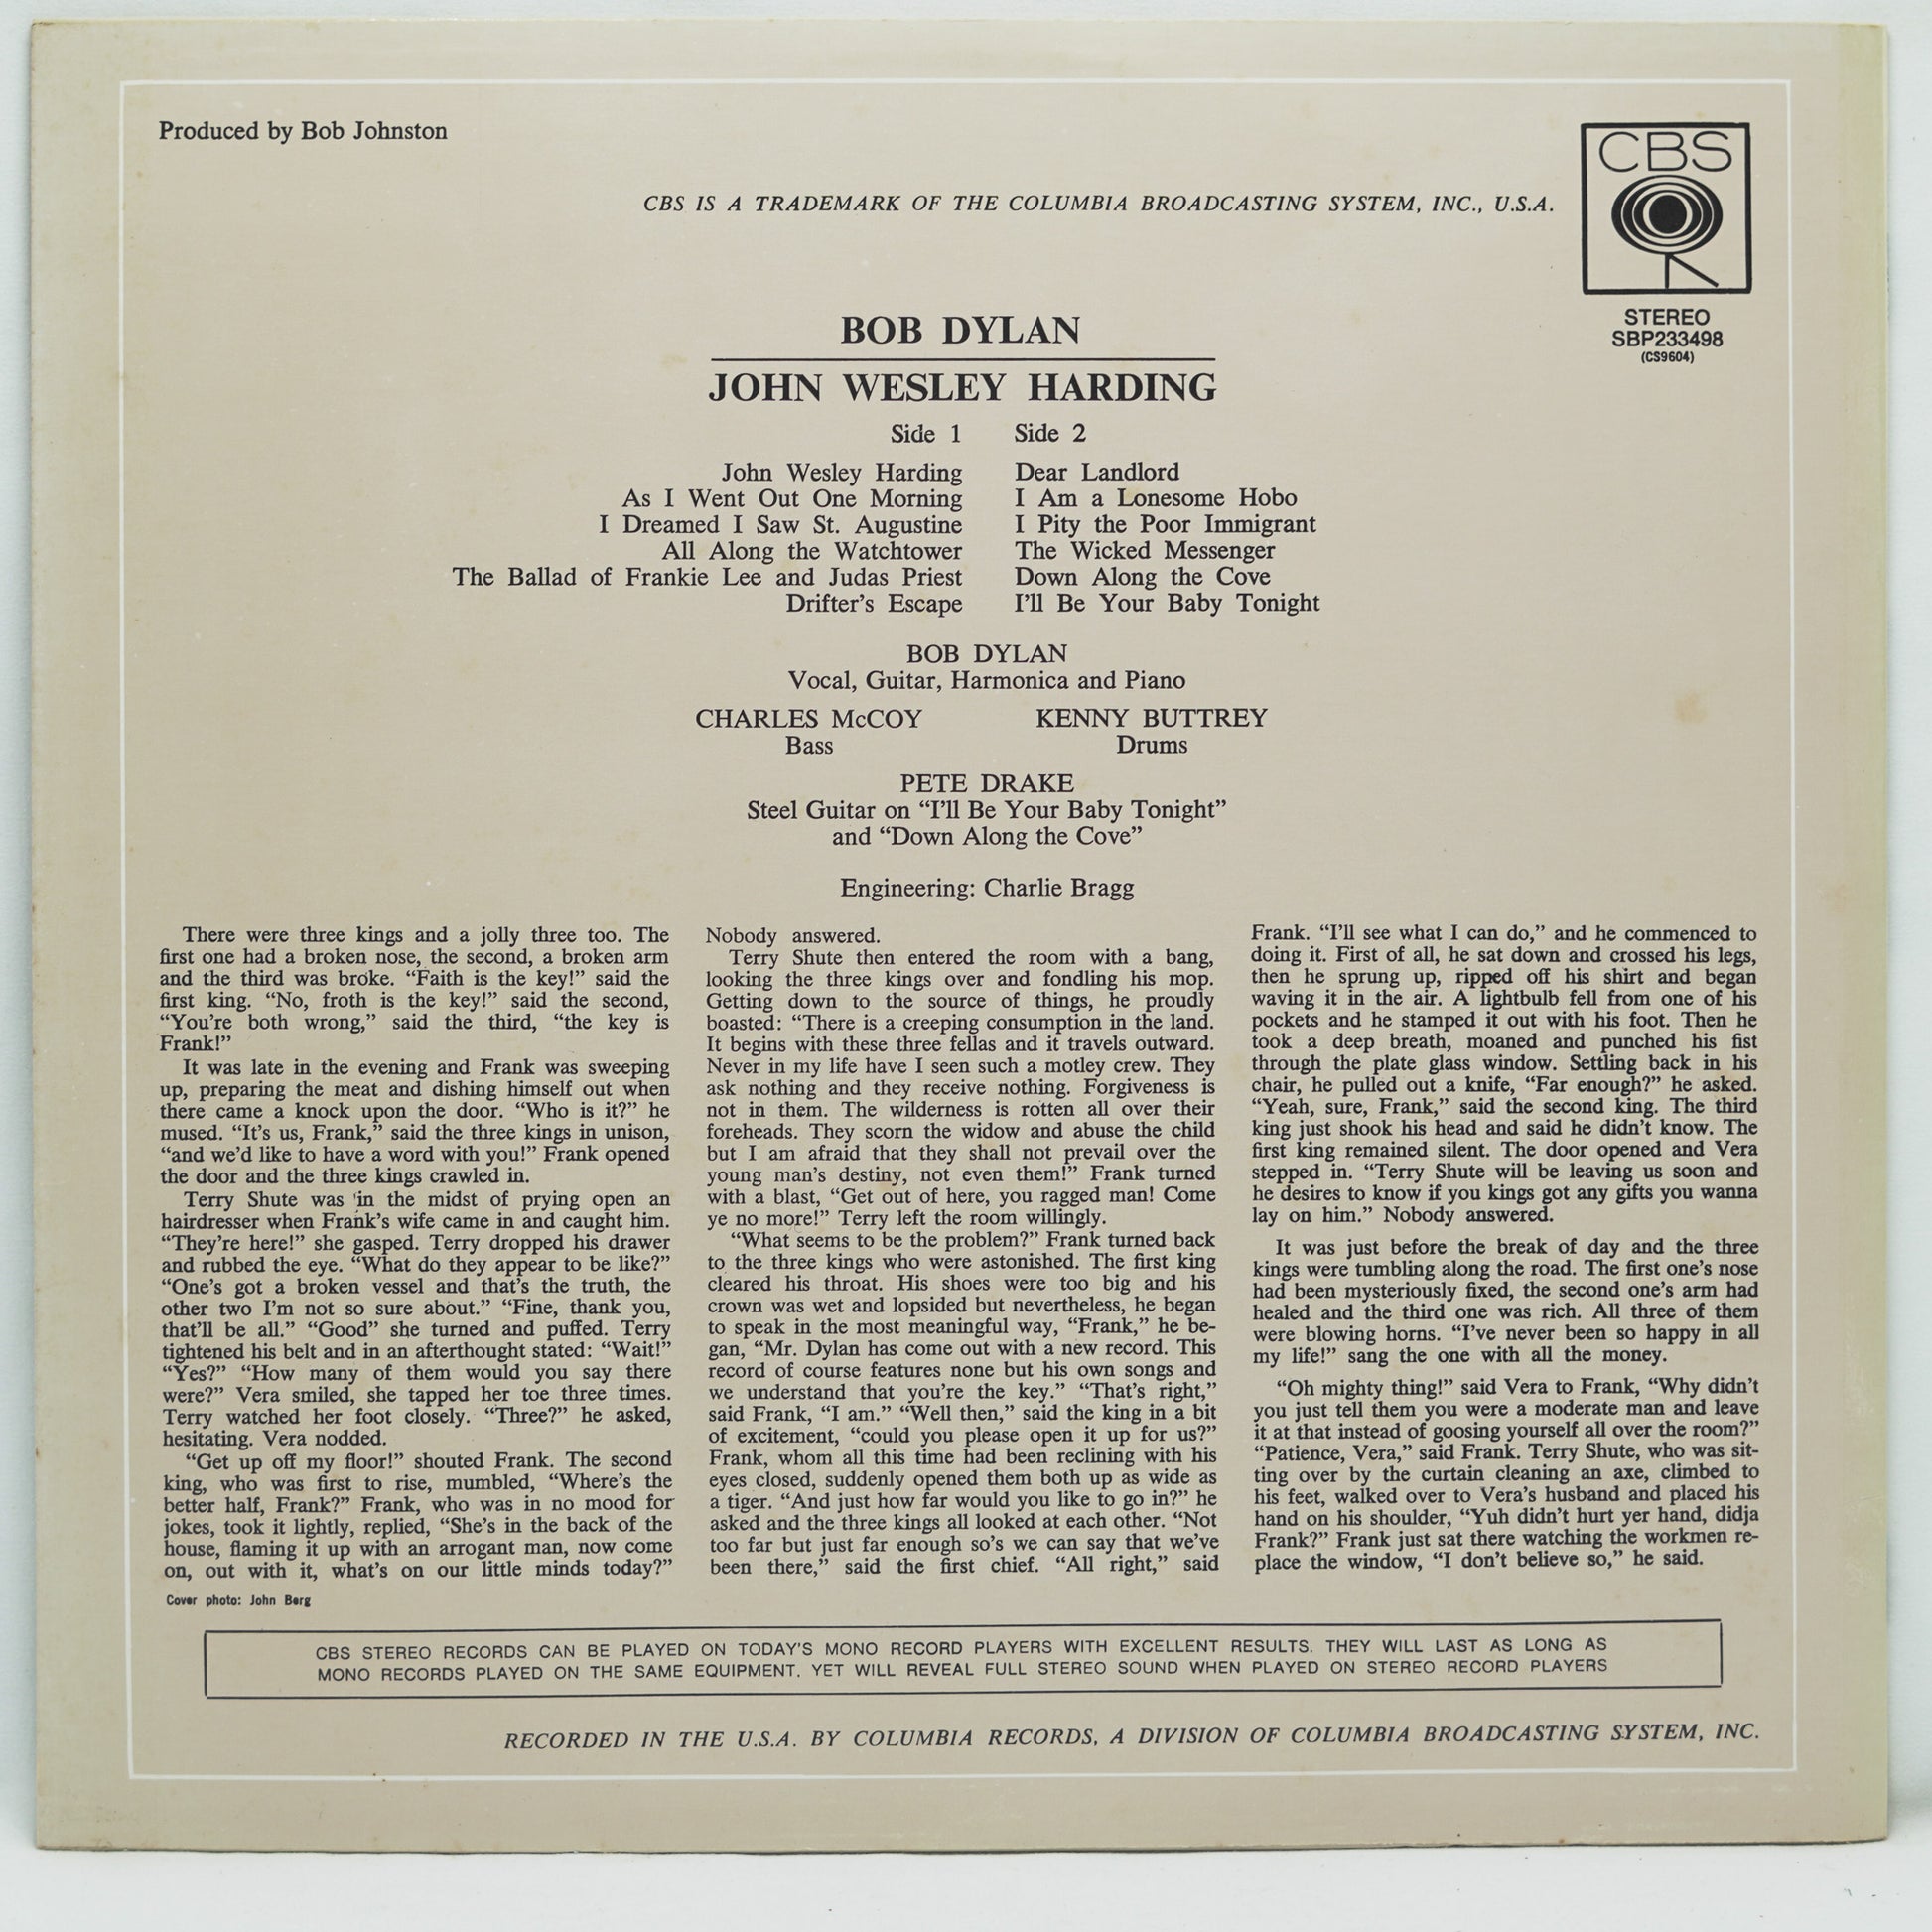 Produced by Bob Johnston
CBS IS A TRADEMARK OF THE COLUMBIA BROADCASTING SYSTEM, INC., U.S.A.
CBS
STEREO
SBP233498
(CS9604)
BOB DYLAN
JOHN WESLEY HARDING
Side 1
John Wesley Harding
As I Went Out One Morning
I Dreamed I Saw St. Augustine
All Along the Watchtower
The Ballad of Frankie Lee and Judas Priest
Drifter's Escape
Side 2
Dear Landlord
I Am a Lonesome Hobo
I Pity the Poor Immigrant
The Wicked Messenger
Down Along the Cove
I'll Be Your Baby Tonight
BOB DYLAN
Vocal, Guitar, Harmonica and Piano
CHARLES McCOY
Bass
KENNY BUTTREY
Drums
PETE DRAKE
Steel Guitar on “I'll Be Your Baby Tonight”
and “Down Along the Cove”
Engineering: Charlie Bragg
There were three kings and a jolly three too. The
first one had a broken nose, the second, a broken arm
and the third was broke. “Faith is the key!” said the
first king. “No, froth is the key!” said the second,
“You're both wrong,” said the third, “the key is
Frank!”
It was late in the evening and Frank was sweeping
up, preparing the meat and dishing himself out when
there came a knock upon the door. “Who is it?” he
mused. “It's us, Frank,” said the three kings in unison,
“and we'd like to have a word with you!” Frank opened
the door and the three kings crawled in.
Terry Shute was in the midst of prying open an
hairdresser when Frank's wife came in and caught him.
“They're here!” she gasped. Terry dropped his drawer
and rubbed the eye. “What do they appear to be like?”
“One's got a broken vessel and that's the truth, the
other two I'm not so sure about.” “Fine, thank you,
that'll be all.” “Good” she turned and puffed. Terry
tightened his belt and in an afterthought stated: “Wait!”
“Yes?” “How many of them would you say there
were?” Vera smiled, she tapped her toe three times.
Terry watched her foot closely. “Three?” he asked,
hesitating. Vera nodded.
“Get up off my floor!” shouted Frank. The second
king, who was first to rise, mumbled, “Where's the
better half, Frank?” Frank, who was in no mood for
jokes, took it lightly, replied, “She's in the back of the
house, flaming it up with an arrogant man, now come
on, out with it, what's on our little minds today?”
Nobody answered.
Terry Shute then entered the room with a bang,
looking the three kings over and fondling his mop.
Getting down to the source of things, he proudly
boasted: “There is a creeping consumption in the land.
It begins with these three fellas and it travels outward.
Never in my life have I seen such a motley crew. They
ask nothing and they receive nothing. Forgiveness is
not in them. The wilderness is rotten all over their
foreheads. They scorn the widow and abuse the child
but I am afraid that they shall not prevail over the
young man's destiny, not even them!” Frank turned
with a blast, “Get out of here, you ragged man! Come
ye no more!” Terry left the room willingly.
“What seems to be the problem?” Frank turned back
to the three kings who were astonished. The first king
cleared his throat. His shoes were too big and his
crown was wet and lopsided but nevertheless, he began
to speak in the most meaningful way, “Frank,” he be-
gan, “Mr. Dylan has come out with a new record. This
record of course features none but his own songs and
we understand that you're the key.” “That's right,”
said Frank, “I am.” “Well then,” said the king in a bit
of excitement, “could you please open it up for us?”
Frank, whom all this time had been reclining with his
eyes closed, suddenly opened them both up as wide as
a tiger. “And just how far would you like to go in?” he
asked and the three kings all looked at each other. “Not
too far but just far enough so's we can say that we've
been there,” said the first chief. “All right,” said
Frank. “I'll see what I can do,” and he commenced to
doing it. First of all, he sat down and crossed his legs,
then he sprung up, ripped off his shirt and began
waving it in the air. A lightbulb fell from one of his
pockets and he stamped it out with his foot. Then he
took a deep breath, moaned and punched his fist
through the plate glass window. Settling back in his
chair, he pulled out a knife, “Far enough?” he asked.
“Yeah, sure, Frank,” said the second king. The third
king just shook his head and said he didn't know. The
first king remained silent. The door opened and Vera
stepped in. “Terry Shute will be leaving us soon and
he desires to know if you kings got any gifts you wanna
lay on him.” Nobody answered.
It was just before the break of day and the three
kings were tumbling along the road. The first one's nose
had been mysteriously fixed, the second one's arm had
healed and the third one was rich. All three of them
were blowing horns. “I've never been so happy in all
my life!” sang the one with all the money.
“Oh mighty thing!” said Vera to Frank, “Why didn't
you just tell them you were a moderate man and leave
it at that instead of goosing yourself all over the room?”
“Patience, Vera,” said Frank. Terry Shute, who was sit-
ting over by the curtain cleaning an axe, climbed to
his feet, walked over to Vera's husband and placed his
hand on his shoulder, “Yuh didn't hurt yer hand, didja
Frank?” Frank just sat there watching the workmen re-
place the window, “I don't believe so,” he said.
Cover photo: John Berg
CBS STEREO RECORDS CAN BE PLAYED ON TODAY'S MONO RECORD PLAYERS WITH EXCELLENT RESULTS. THEY WILL LAST AS LONG AS
MONO RECORDS PLAYED ON THE SAME EQUIPMENT. YET WILL REVEAL FULL STEREO SOUND WHEN PLAYED ON STEREO RECORD PLAYERS
RECORDED IN THE U.S.A. BY COLUMBIA RECORDS, A DIVISION OF COLUMBIA BROADCASTING SYSTEM, INC.